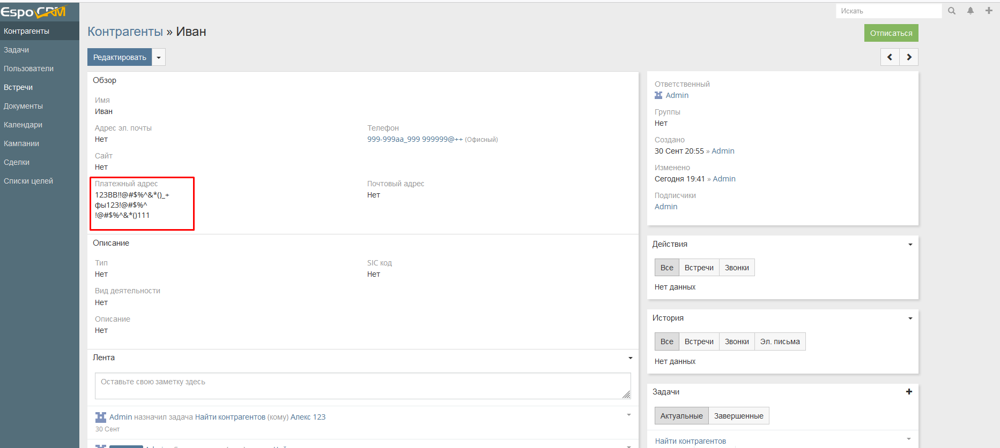 EspoCRM
Искать
Контрагенты
Задачи
Пользователи
Встречи
Документы
Календари
Кампании
Сделки
Списки целей
Контрагенты » Иван
Отписаться
Редактировать
Обзор
Имя
Иван
Адрес эл. почты
Нет
Телефон
999-999aa_999 999999@++ (Офисный)
Сайт
Нет
Платежный адрес
123ВВ!!@#$%^&*()_+
фы123!@#$%^
!@#$%^&*()111
Почтовый адрес
Нет
Описание
Тип
Нет
SIC код
Нет
Вид деятельности
Нет
Описание
Нет
Лента
Оставьте свою заметку здесь
Admin назначил задача Найти контрагентов (кому) Алекс 123
30 Сент
Ответственный
Admin
Группы
Нет
Создано
30 Сент 20:55 » Admin
Изменено
Сегодня 19:41 » Admin
Подписчики
Admin
Действия
Все Встречи Звонки
Нет данных
История
Все Встречи Звонки Эл. письма
Нет данных
Задачи
Актуальные Завершенные
Найти контрагентов